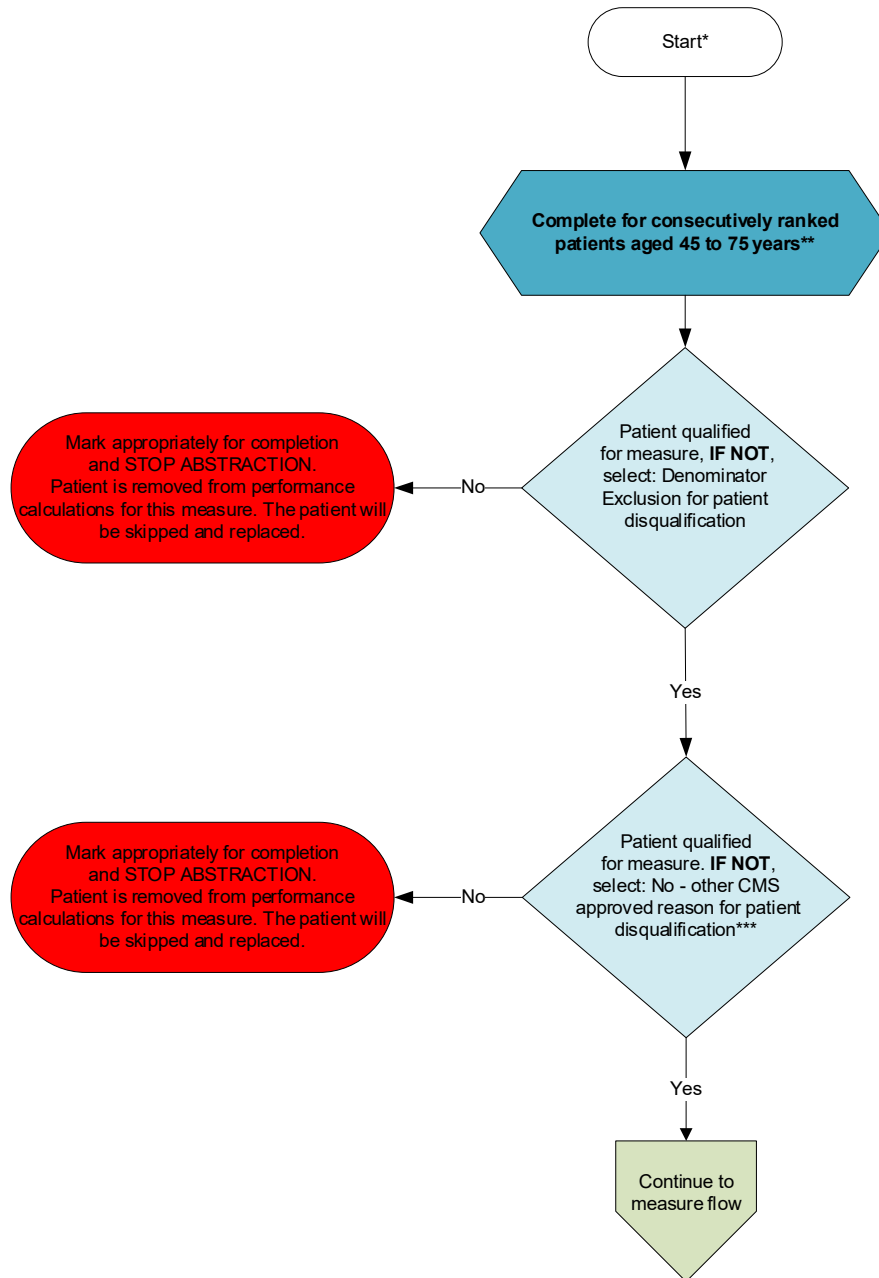 Start*
Complete for consecutively ranked
patients aged 45 to 75 years**
Patient qualified
for measure, IF NOT,
select: Denominator
Exclusion for patient
disqualification
No
Mark appropriately for completion
and STOP ABSTRACTION.
Patient is removed from performance
calculations for this measure. The patient will
be skipped and replaced.
Yes
Patient qualified
for measure. IF NOT,
select: No - other CMS
approved reason for patient
disqualification***
No
Mark appropriately for completion
and STOP ABSTRACTION.
Patient is removed from performance
calculations for this measure. The patient will
be skipped and replaced.
Yes
Continue to
measure flow